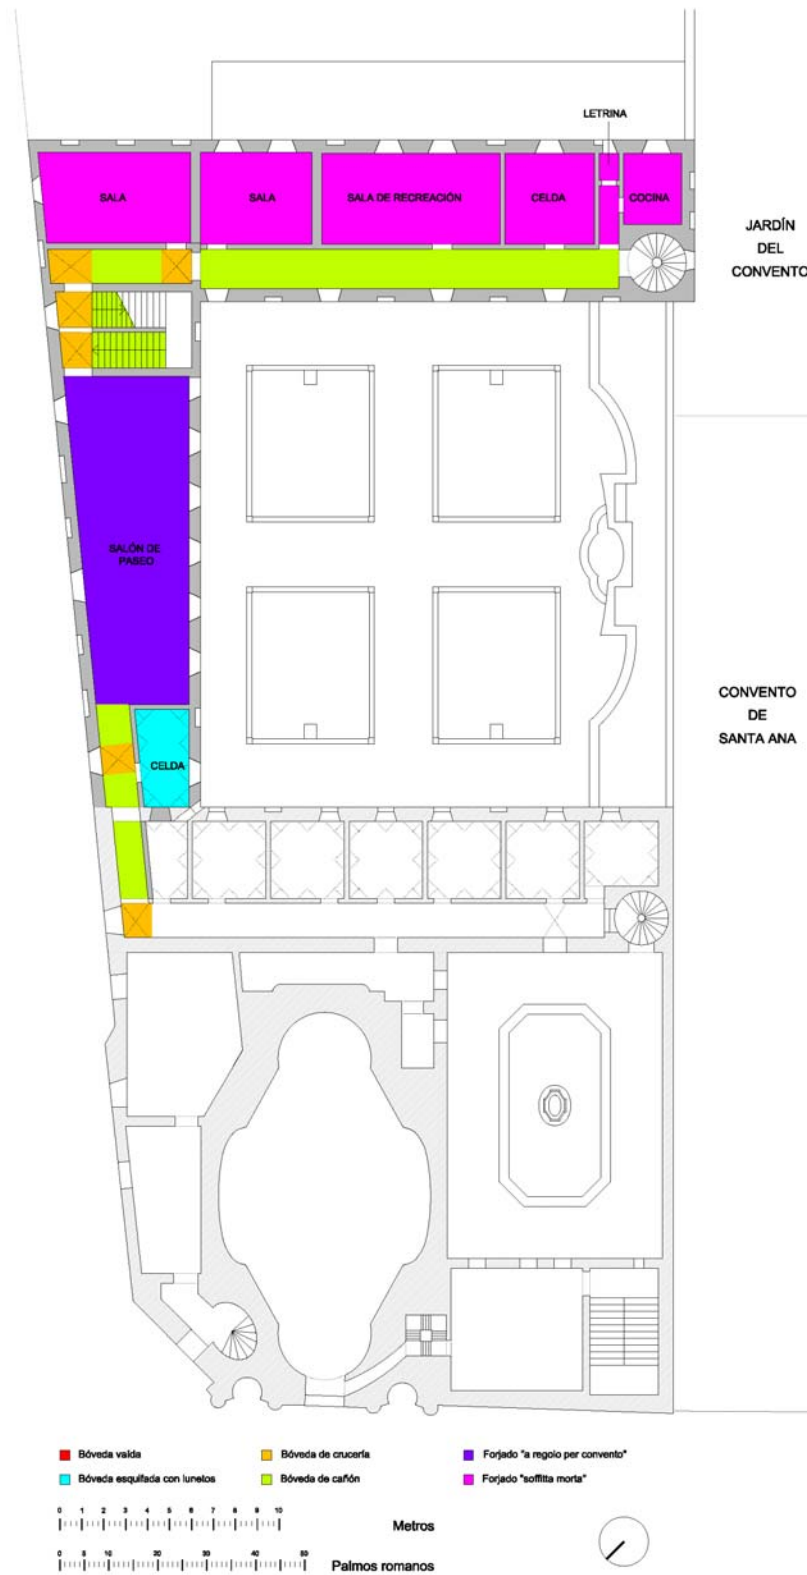 LETRINA
SALA
SALA
SALA DE RECREACIÓN
CELDA
COCINA
JARDÍN
DEL
CONVENTO
SALÓN DE
PASEO
CONVENTO
DE
SANTA ANA
CELDA
Bóveda vaida
Bóveda de crucería
Forjado "a regolo per convento"
Bóveda esquifada con lunetos
Bóveda de cañón
Forjado "soffitta morta"
0 1 2 3 4 5 6 7 8 9 10
Metros
0 5 10 20 30 40 50
Palmos romanos